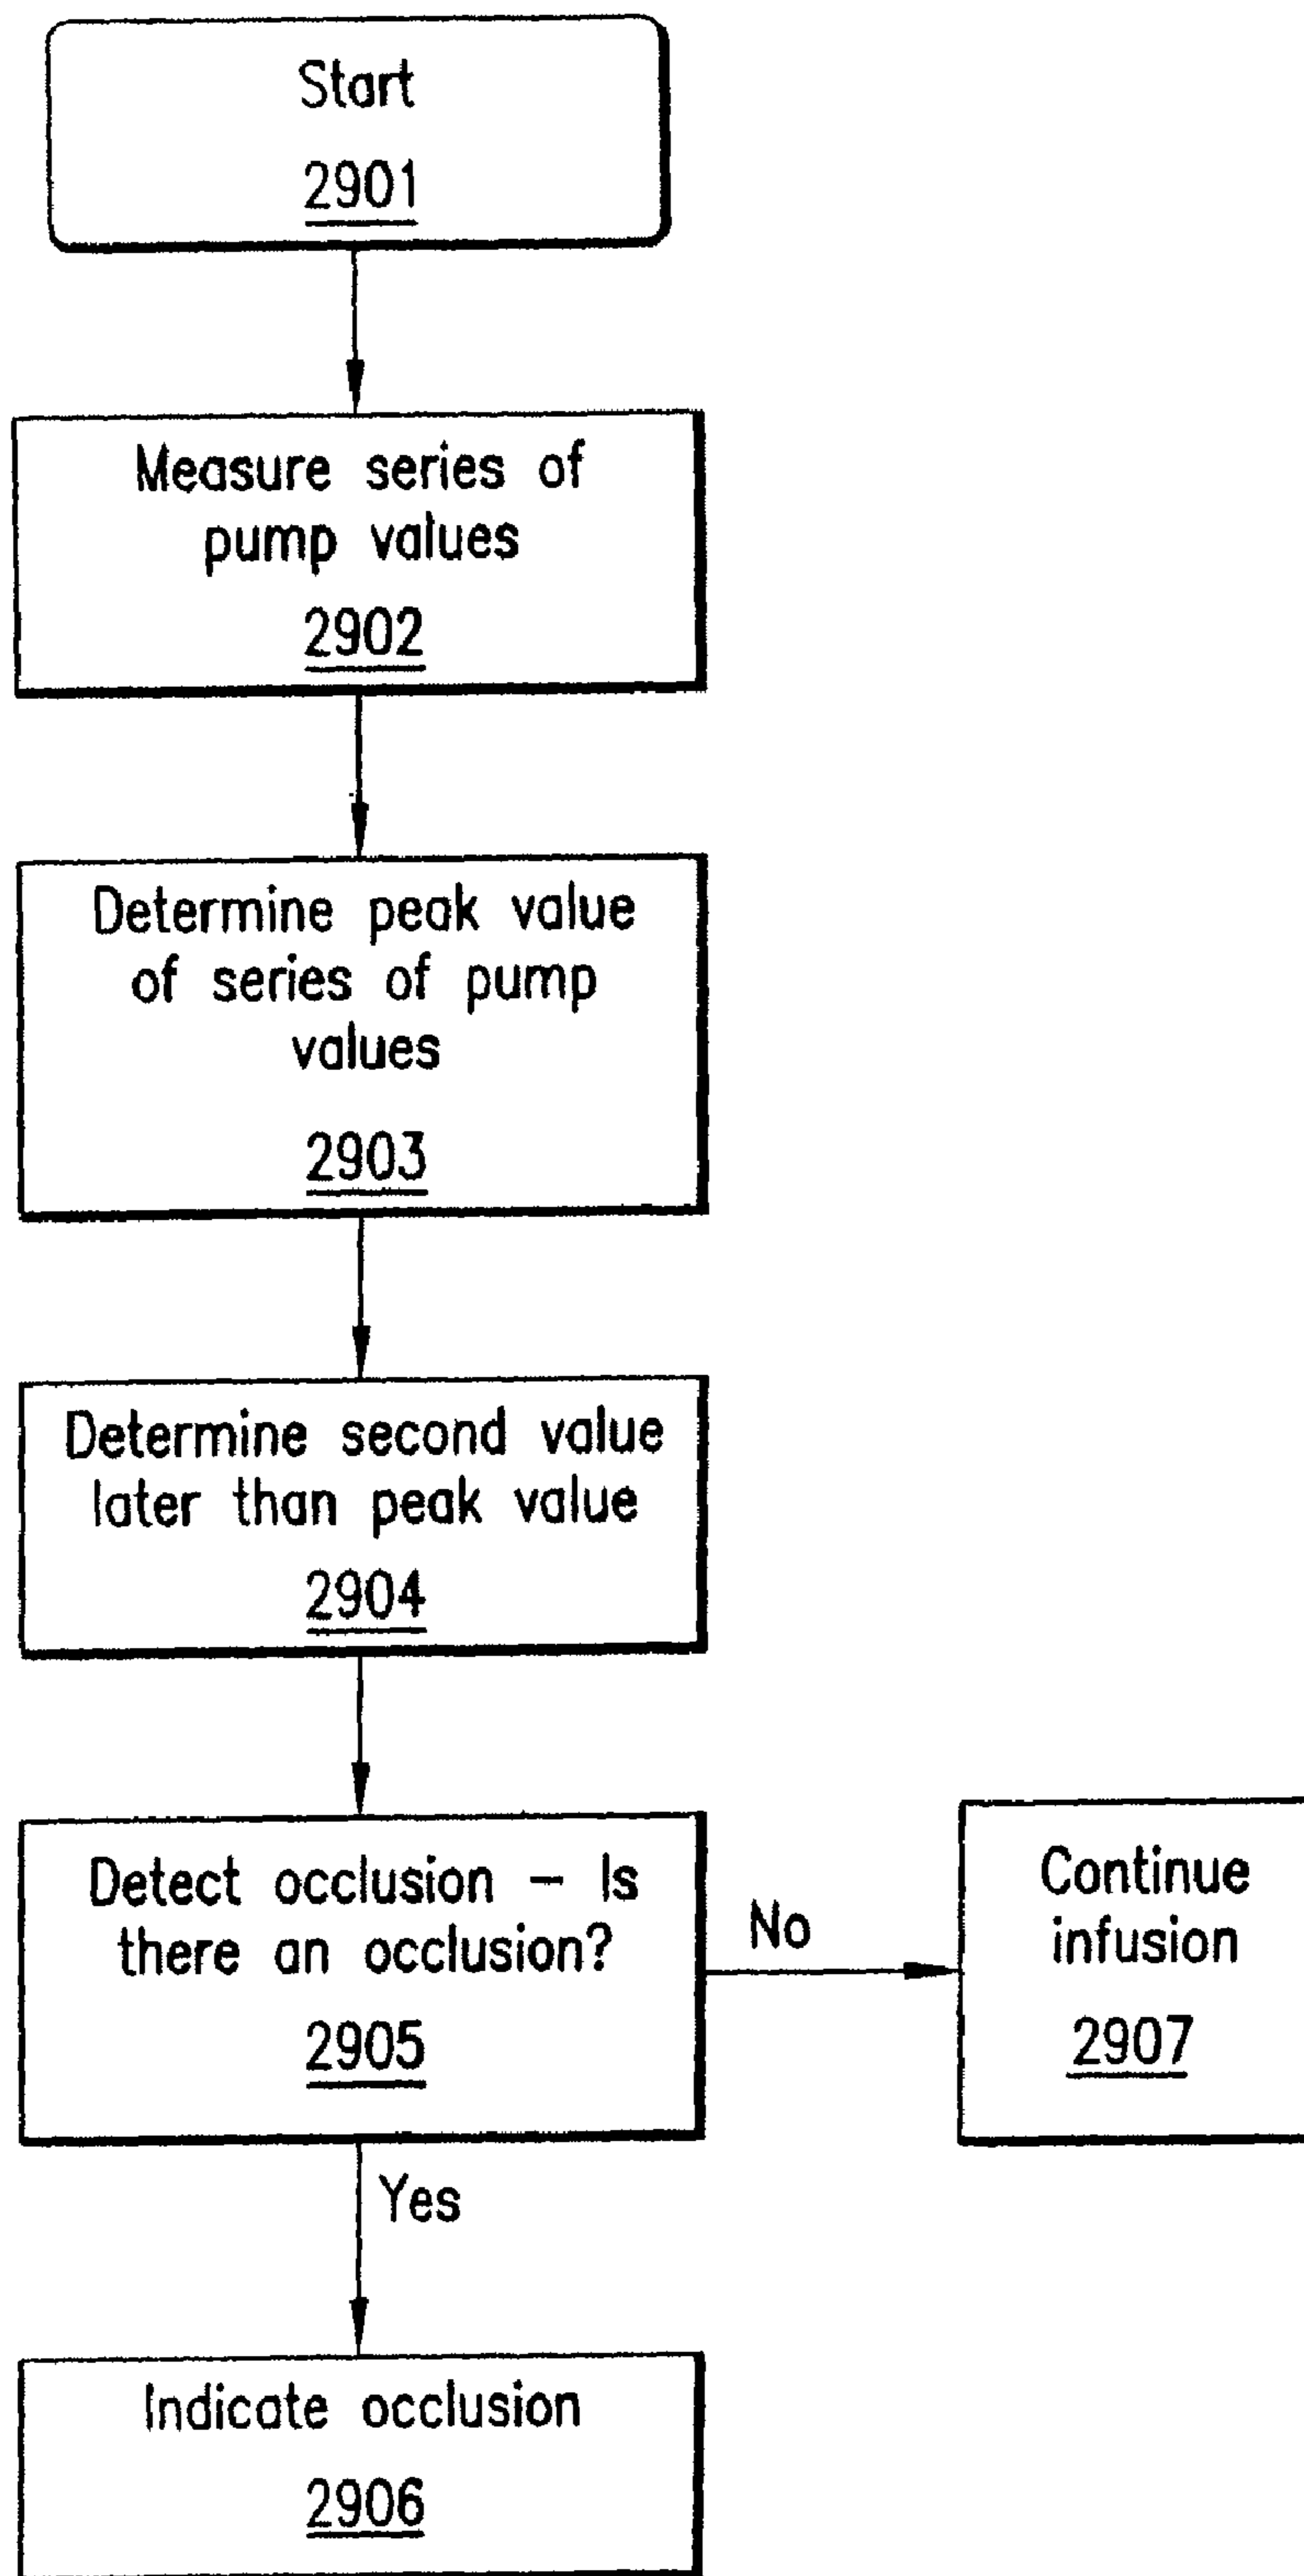 Start
2901
Measure series of
pump values
2902
Determine peak value
of series of pump
values
2903
Determine second value
later than peak value
2904
Detect occlusion – Is
there an occlusion?
2905
No
Continue
infusion
2907
Yes
Indicate occlusion
2906